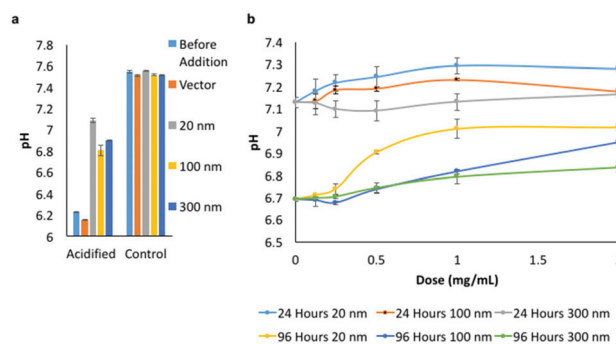 a
7.8
7.6
7.4
7.2
7
6.8
6.6
6.4
6.2
6
pH
Acidified
Control
Before
Addition
Vector
20 nm
100 nm
300 nm
b
7.4
7.3
7.2
7.1
7
6.9
6.8
6.7
6.6
6.5
pH
0
0.5
1
1.5
Dose (mg/mL)
24 Hours 20 nm
24 Hours 100 nm
24 Hours 300 nm
96 Hours 20 nm
96 Hours 100 nm
96 Hours 300 nm